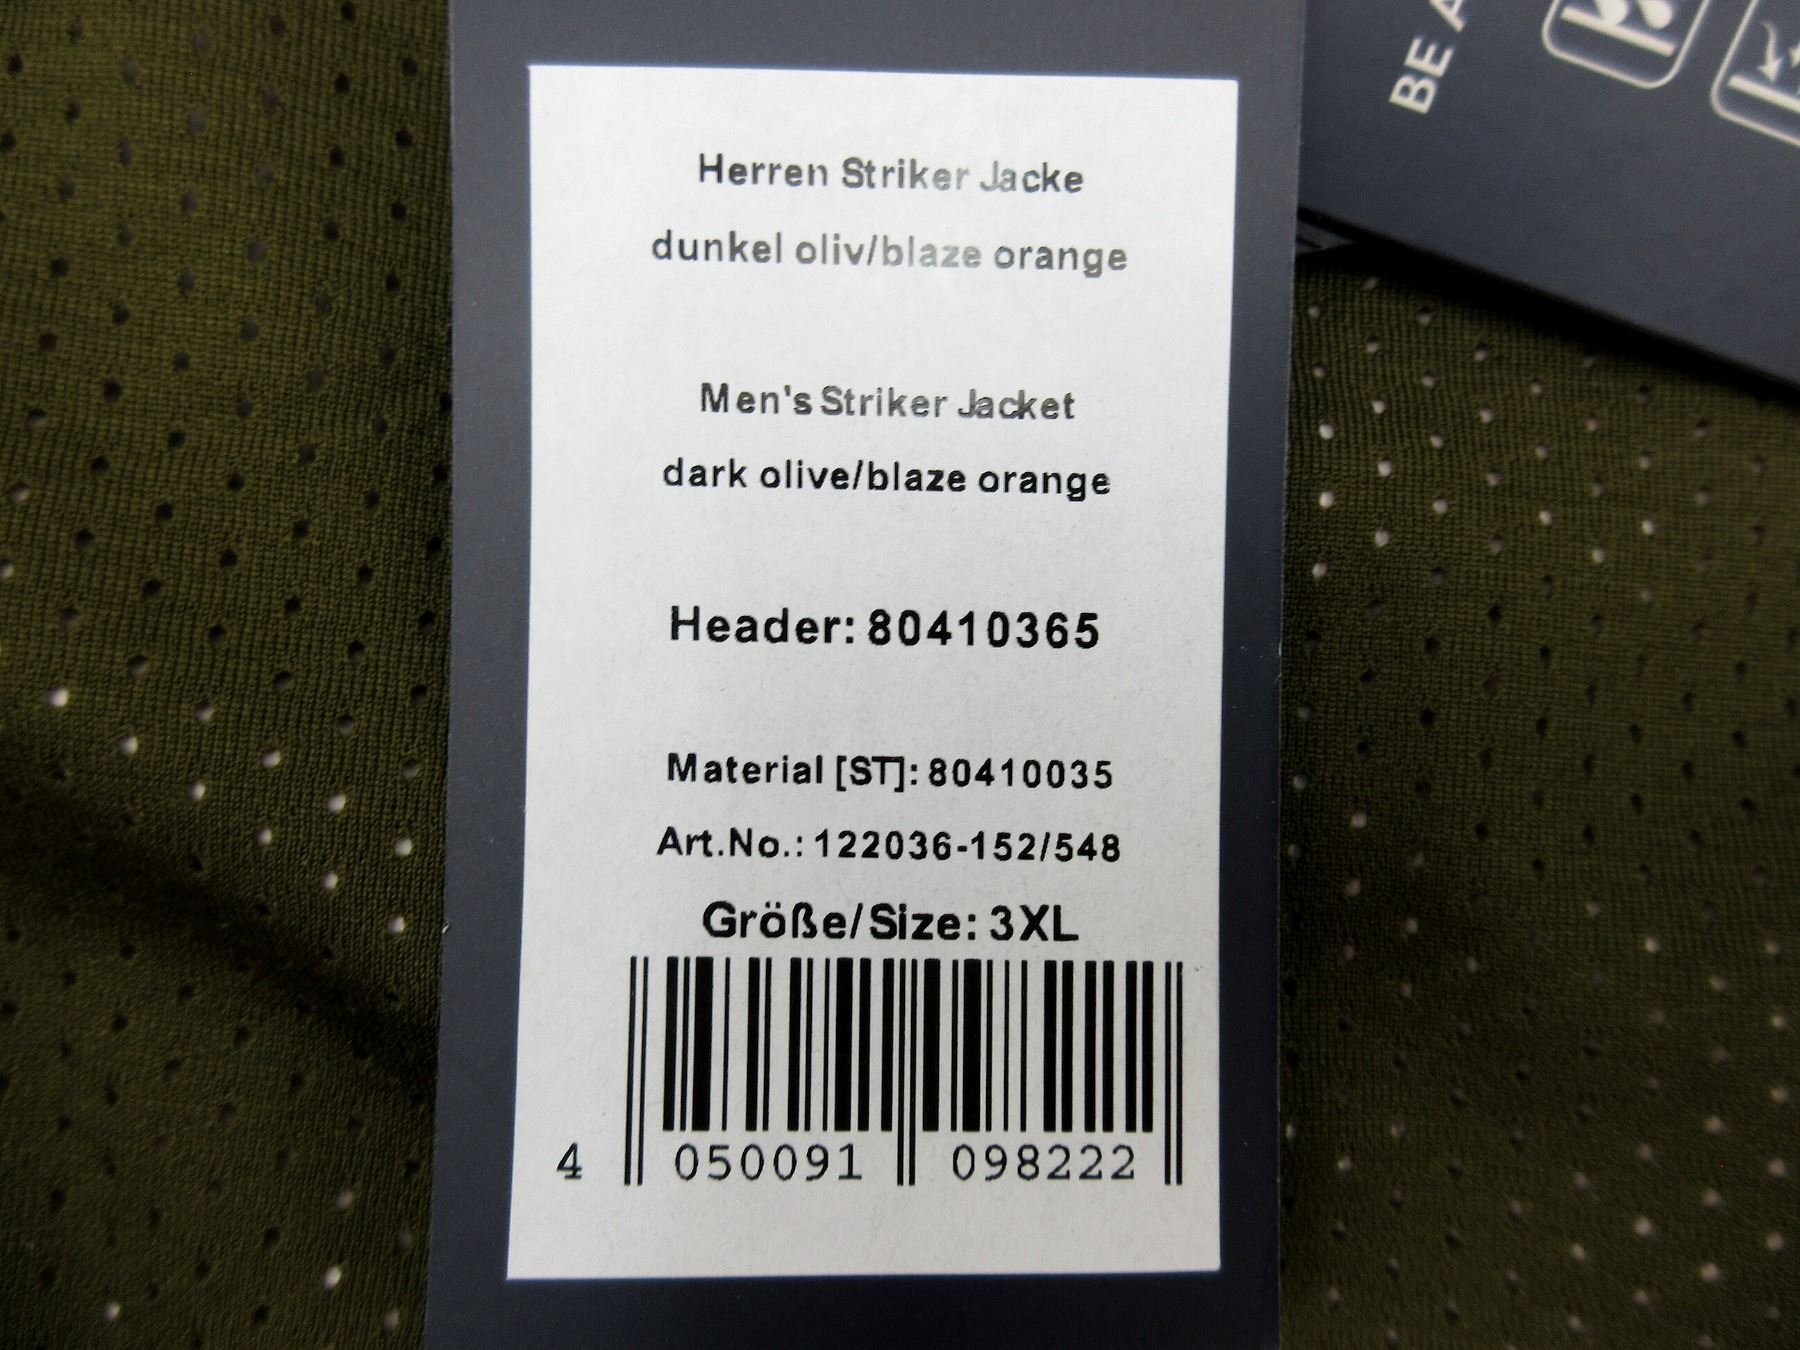 BE A
Herren Striker Jacke
dunkel oliv/blaze orange
Men's Striker Jacket
dark olive/blaze orange
Header: 80410365
Material [ST]: 80410035
Art.No.: 122036-152/548
Größe/Size: 3XL
4 050091 098222